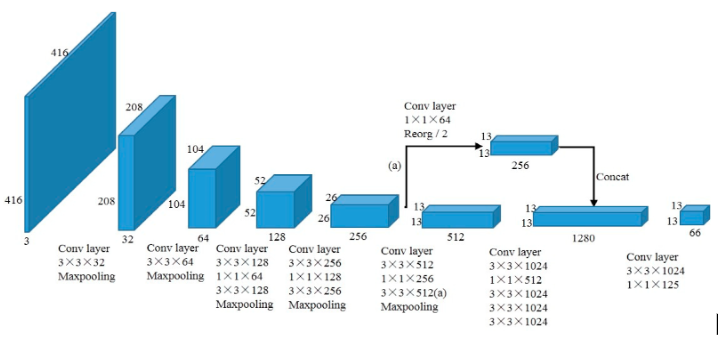 416
416
3
Conv layer
3×3×32
Maxpooling
208
208
32
Conv layer
3×3×64
Maxpooling
104
104
64
Conv layer
3×3×128
1×1×64
3×3×128
Maxpooling
52
52
128
Conv layer
3×3×256
1×1×128
3×3×256
Maxpooling
26
26
256
Conv layer
3×3×512
1×1×256
3×3×512(a)
Maxpooling
(a)
Conv layer
1×1×64
Reorg / 2
13
13
256
Concat
13
13
512
Conv layer
3×3×1024
1×1×512
3×3×1024
3×3×1024
3×3×1024
13
13
1280
Conv layer
3×3×1024
1×1×125
13
13
66